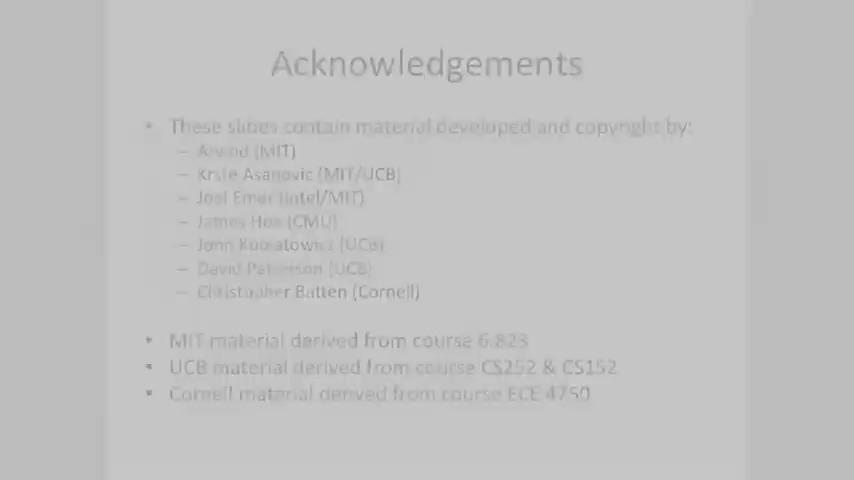 Acknowledgements
• These slides contain material developed and copyright by:
– Arvind (MIT)
– Krste Asanovic (MIT/UCB)
– Joel Emer (Intel/MIT)
– James Hoe (CMU)
– John Kubiatowicz (UCB)
– David Patterson (UCB)
– Christopher Batten (Cornell)
• MIT material derived from course 6.823
• UCB material derived from course CS252 & CS152
• Cornell material derived from course ECE 4750